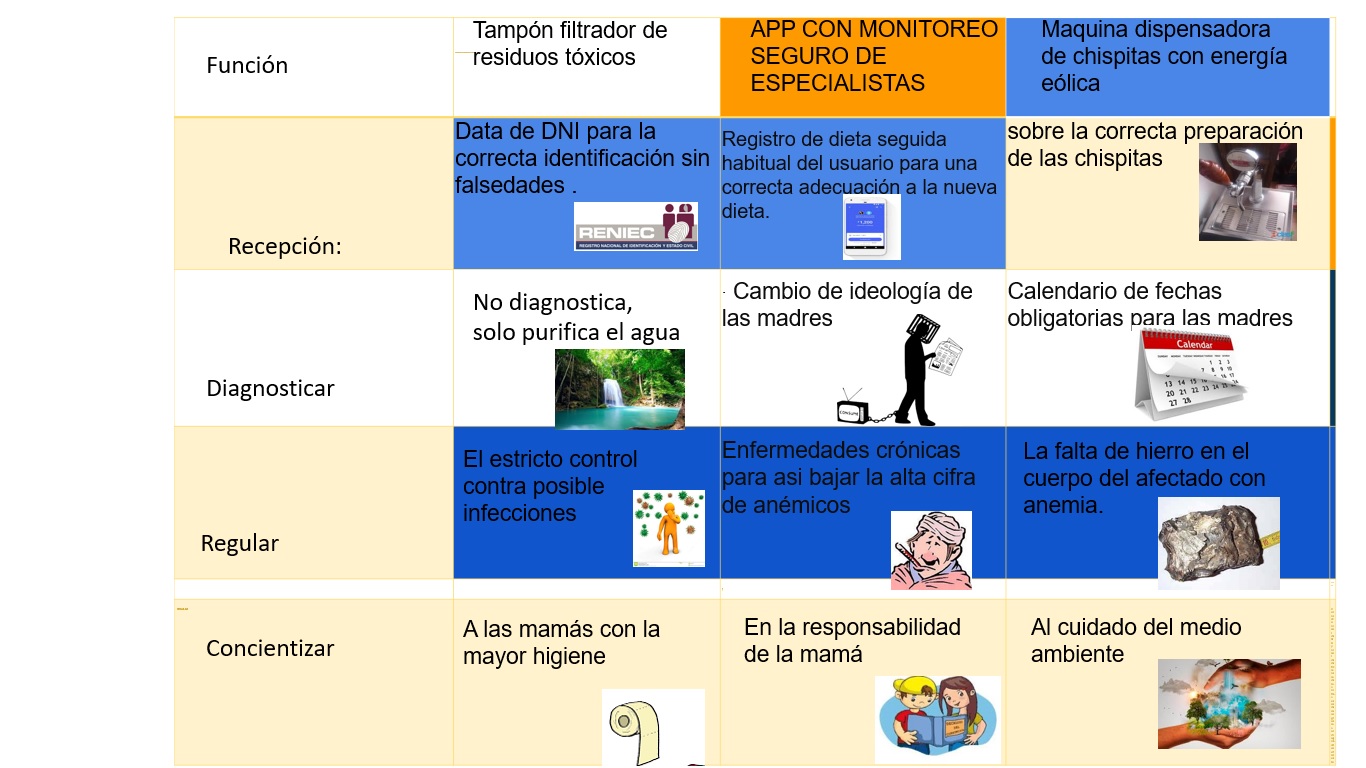 Función
Tampón filtrador de
residuos tóxicos
APP CON MONITOREO
SEGURO DE
ESPECIALISTAS
Maquina dispensadora
de chispitas con energía
eólica
Recepción:
Data de DNI para la
correcta identificación sin
falsedades .
RENIEC
REGISTRO NACIONAL DE IDENTIFICACIÓN Y ESTADO CIVIL
Registro de dieta seguida
habitual del usuario para una
correcta adecuación a la nueva
dieta.
sobre la correcta preparación
de las chispitas
Diagnosticar
No diagnostica,
solo purifica el agua
. Cambio de ideología de
las madres
CONSUME
Calendario de fechas
obligatorias para las madres
Calendar
1 2 3
Regular
El estricto control
contra posible
infecciones
Enfermedades crónicas
para asi bajar la alta cifra
de anémicos
La falta de hierro en el
cuerpo del afectado con
anemia.
Concientizar
A las mamás con la
mayor higiene
En la responsabilidad
de la mamá
Al cuidado del medio
ambiente